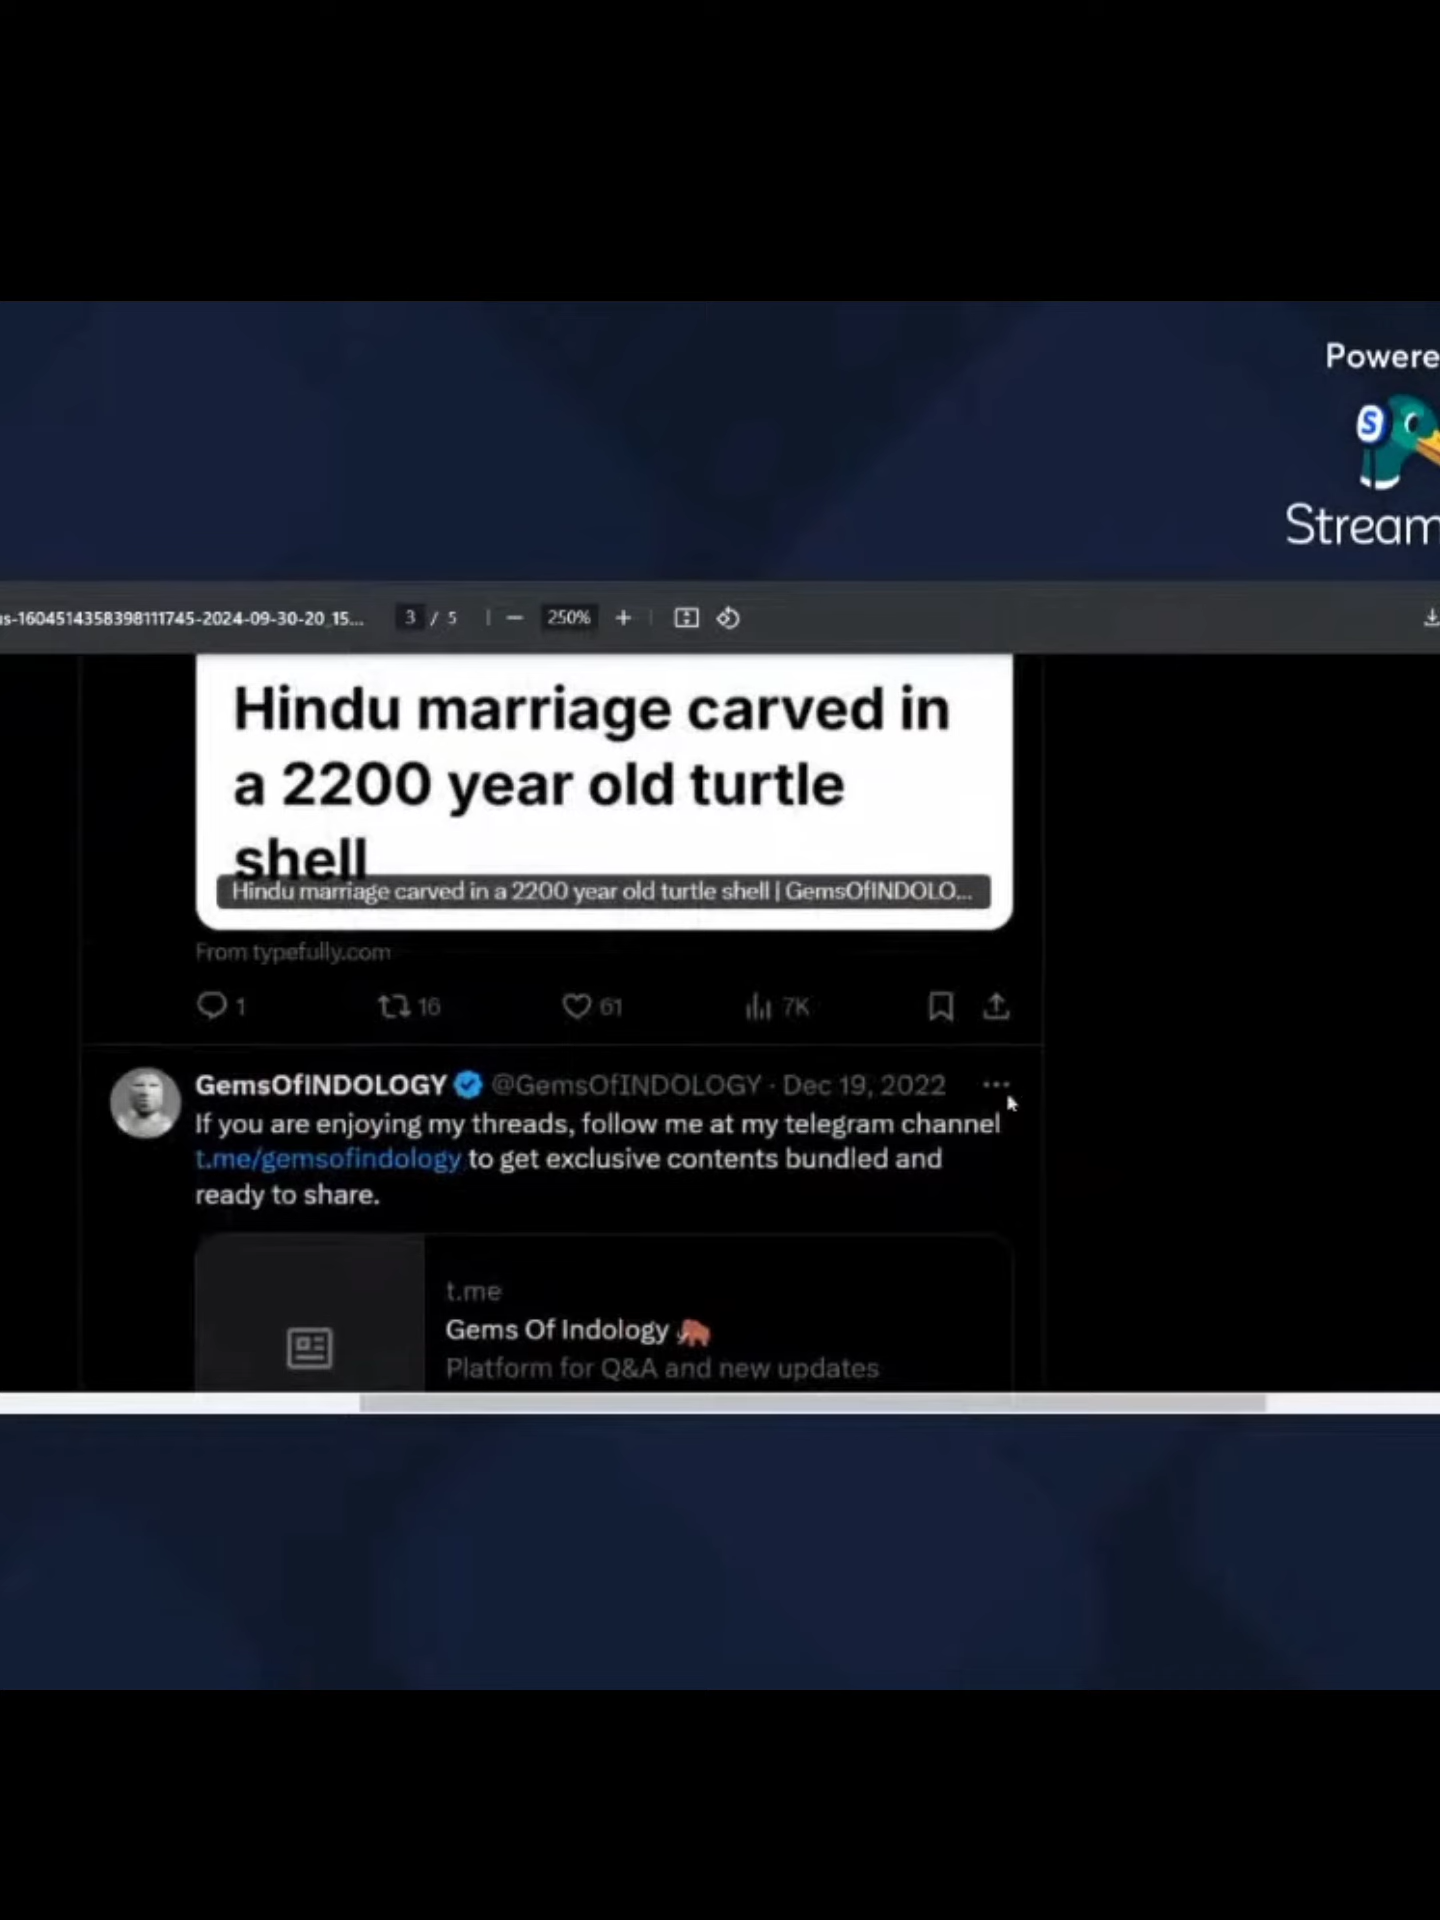 Powere
S
Stream
s-1604514358398111745-2024-09-30-20_15... 3 / 5 250%
Hindu marriage carved in
a 2200 year old turtle
shell
Hindu marriage carved in a 2200 year old turtle shell | GemsOfINDOLO...
From typefully.com
1 16 61 7K
GemsOfINDOLOGY @GemsOfINDOLOGY · Dec 19, 2022 ...
If you are enjoying my threads, follow me at my telegram channel
t.me/gemsofindology to get exclusive contents bundled and
ready to share.
t.me
Gems Of Indology 🦣
Platform for Q&A and new updates